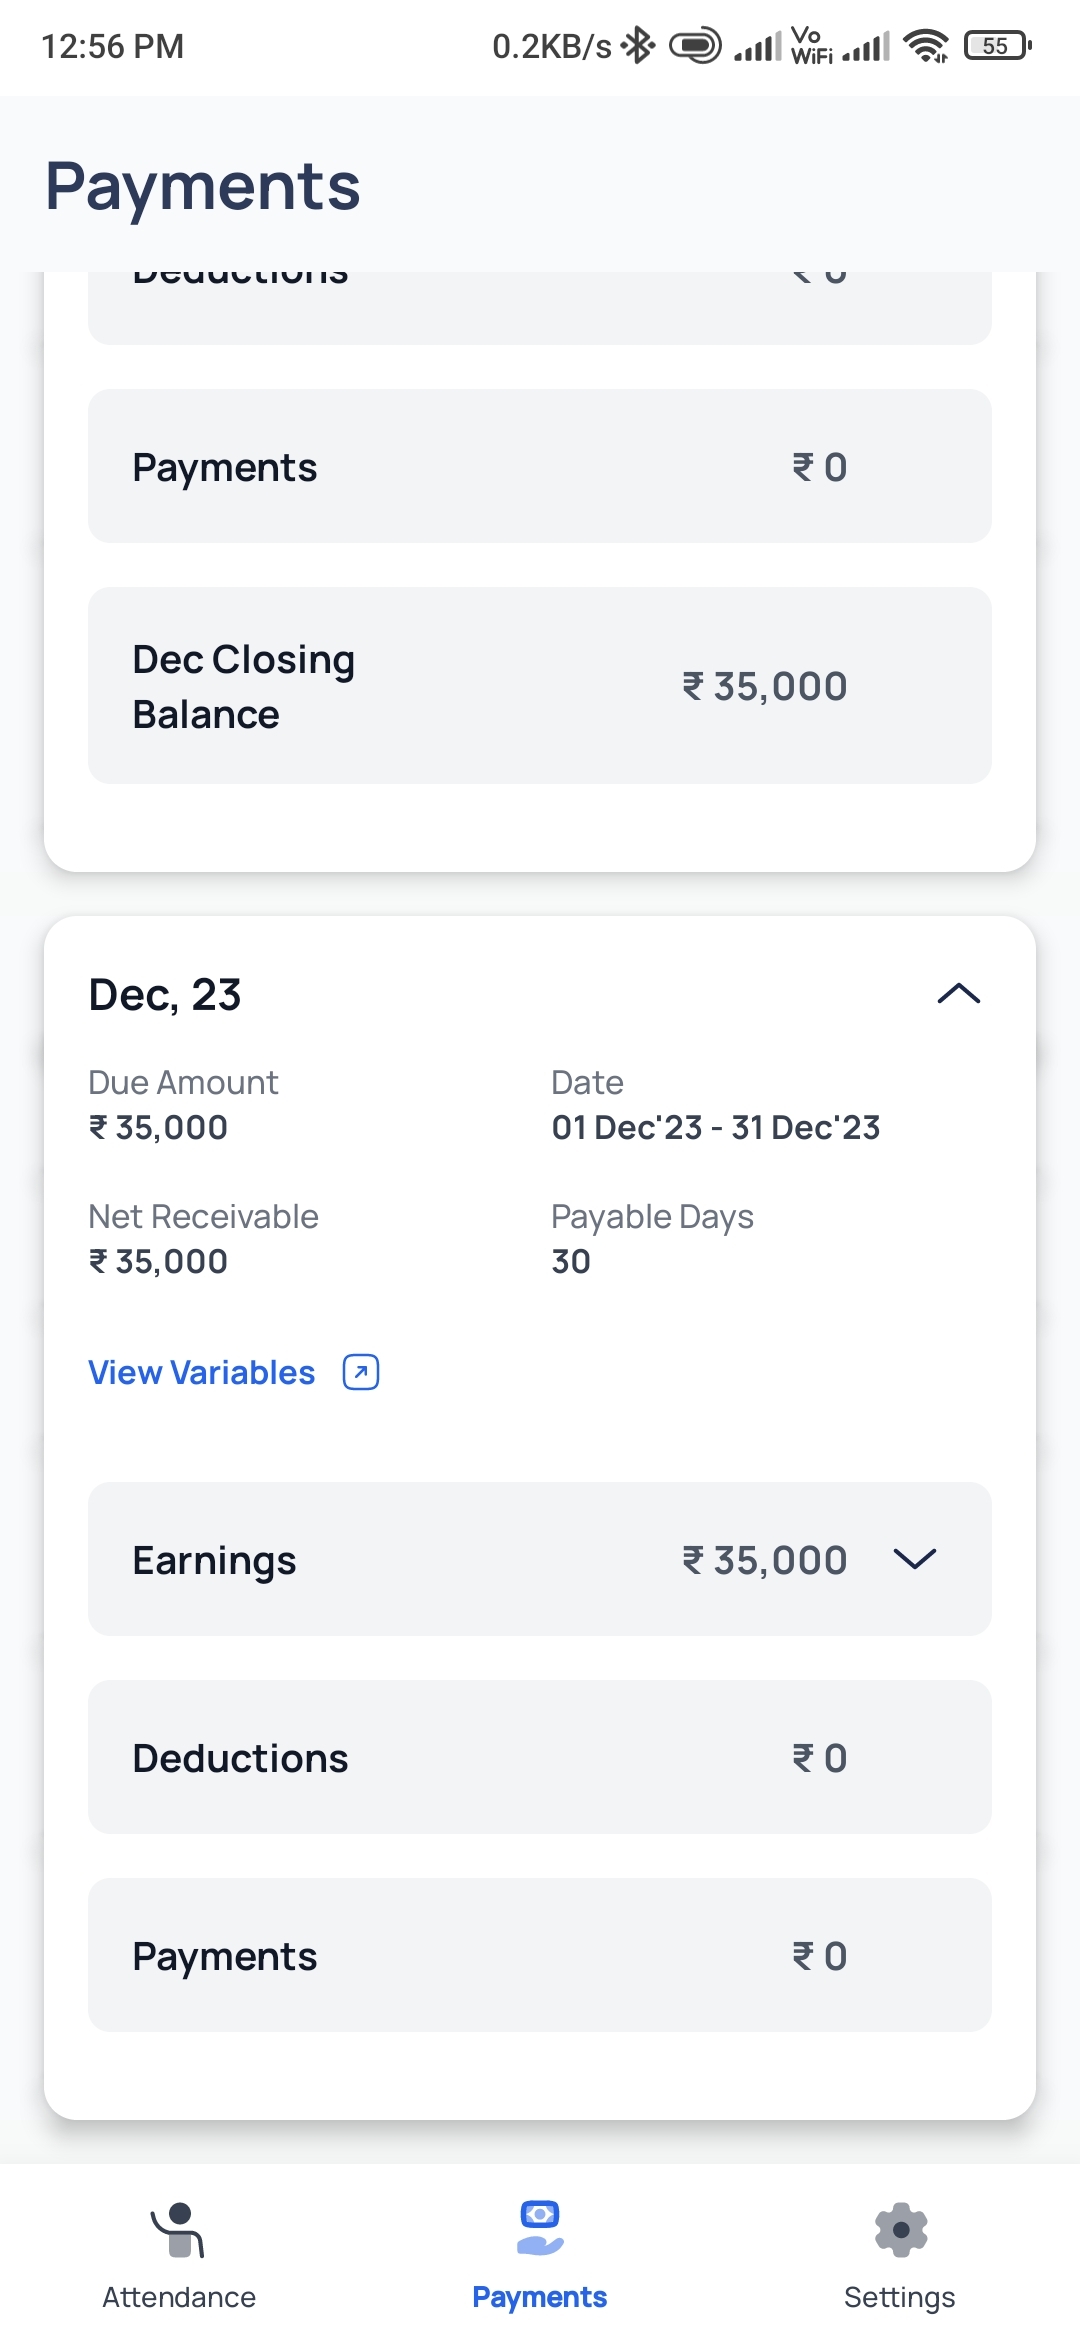 12:56 PM
0.2KB/s
Vo
WiFi
55
Payments
Deductions
₹ 0
Payments
₹ 0
Dec Closing
Balance
₹ 35,000
Dec, 23
Due Amount
Date
₹ 35,000
01 Dec'23 - 31 Dec'23
Net Receivable
Payable Days
₹ 35,000
30
View Variables
Earnings
₹ 35,000
Deductions
₹ 0
Payments
₹ 0
Attendance
Payments
Settings